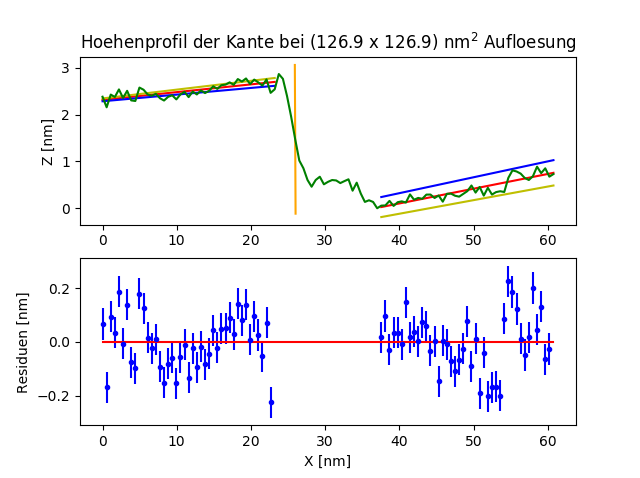 Hoehenprofil der Kante bei (126.9 x 126.9) nm² Aufloesung
3
2
1
0
Z [nm]
0 10 20 30 40 50 60
0.2
0.0
−0.2
Residuen [nm]
0 10 20 30 40 50 60
X [nm]